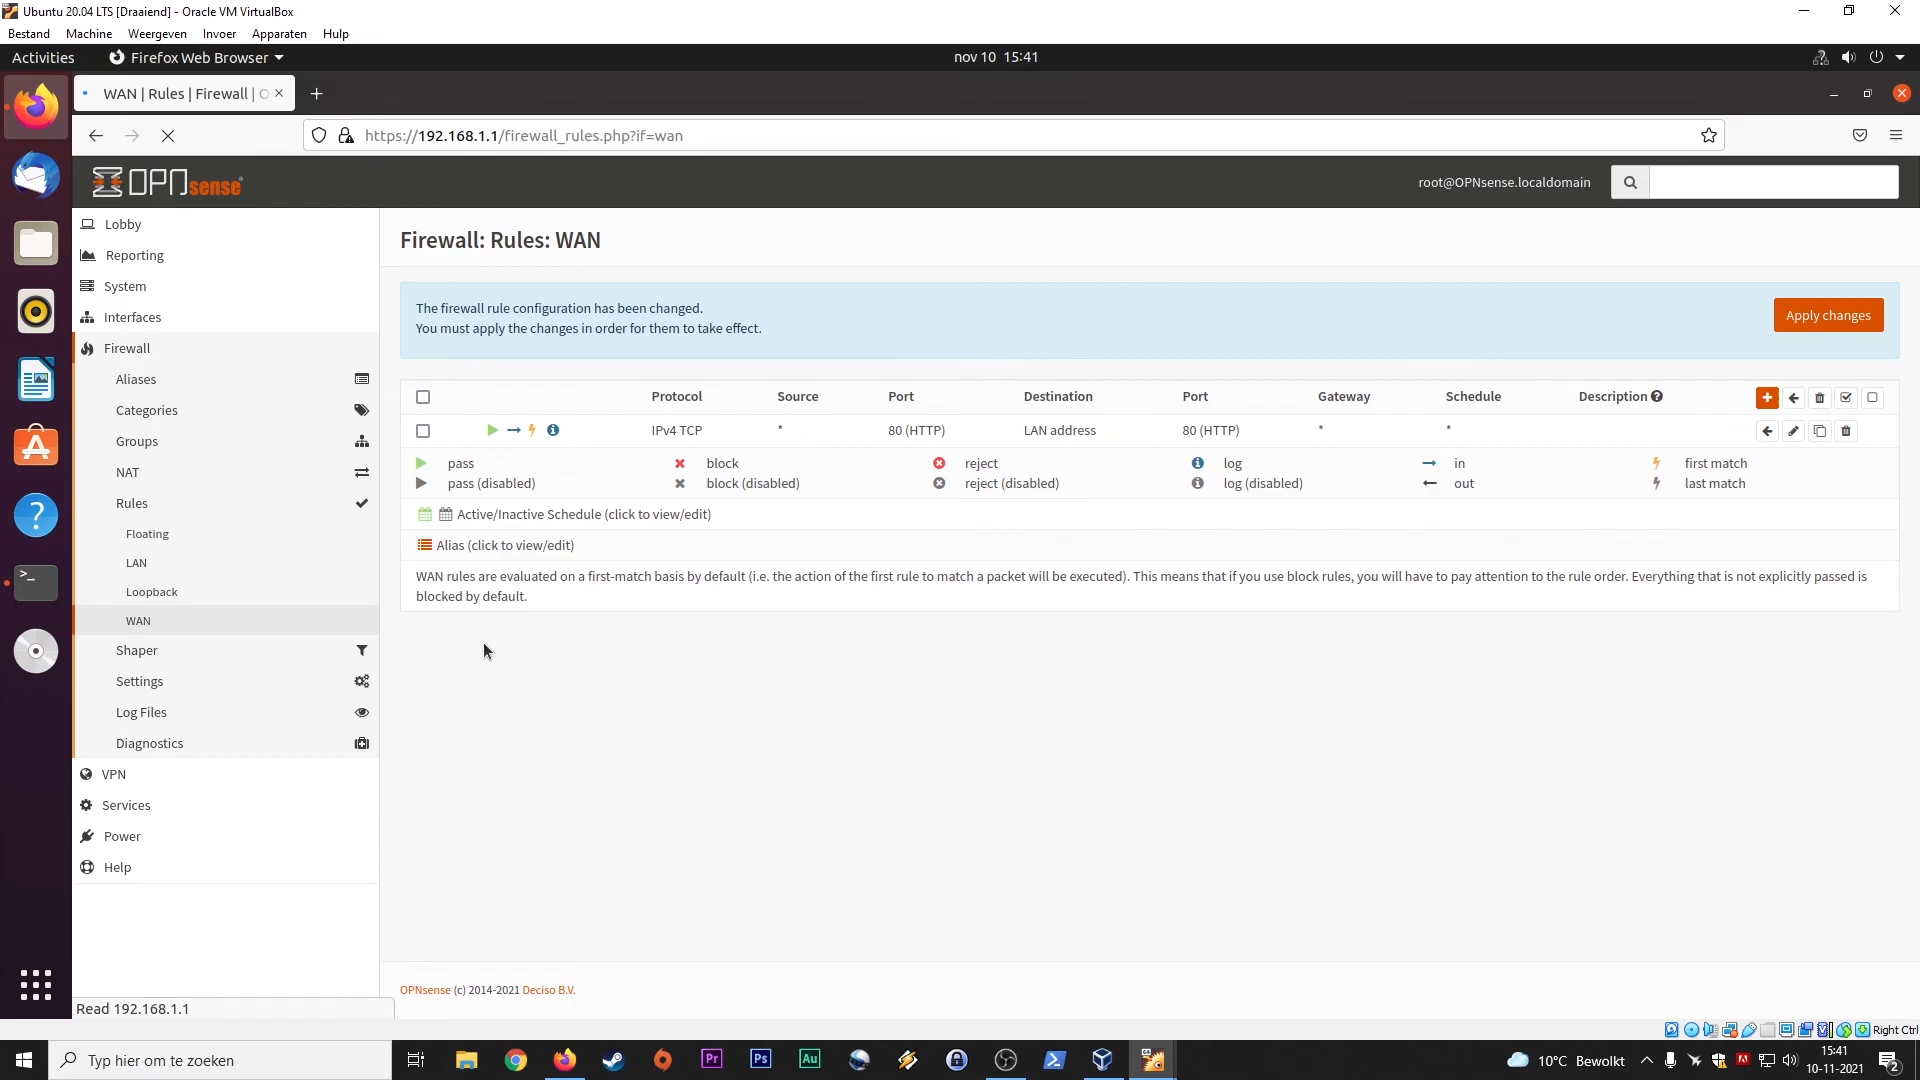 Ubuntu 20.04 LTS [Draaiend] - Oracle VM VirtualBox
Bestand Machine Weergeven Invoer Apparaten Hulp
Activities Firefox Web Browser nov 10 15:41
WAN | Rules | Firewall | O
https://192.168.1.1/firewall_rules.php?if=wan
OPNsense root@OPNsense.localdomain
Lobby
Reporting
System
Interfaces
Firewall
Aliases
Categories
Groups
NAT
Rules
Floating
LAN
Loopback
WAN
Shaper
Settings
Log Files
Diagnostics
VPN
Services
Power
Help
Firewall: Rules: WAN
The firewall rule configuration has been changed.
You must apply the changes in order for them to take effect.
Apply changes
Protocol Source Port Destination Port Gateway Schedule Description
IPv4 TCP * 80 (HTTP) LAN address 80 (HTTP) * *
pass block reject log in first match
pass (disabled) block (disabled) reject (disabled) log (disabled) out last match
Active/Inactive Schedule (click to view/edit)
Alias (click to view/edit)
WAN rules are evaluated on a first-match basis by default (i.e. the action of the first rule to match a packet will be executed). This means that if you use block rules, you will have to pay attention to the rule order. Everything that is not explicitly passed is
blocked by default.
OPNsense (c) 2014-2021 Deciso B.V.
Read 192.168.1.1
Right Ctrl
Typ hier om te zoeken
Pr Ps Au
10°C Bewolkt
15:41
10-11-2021
2